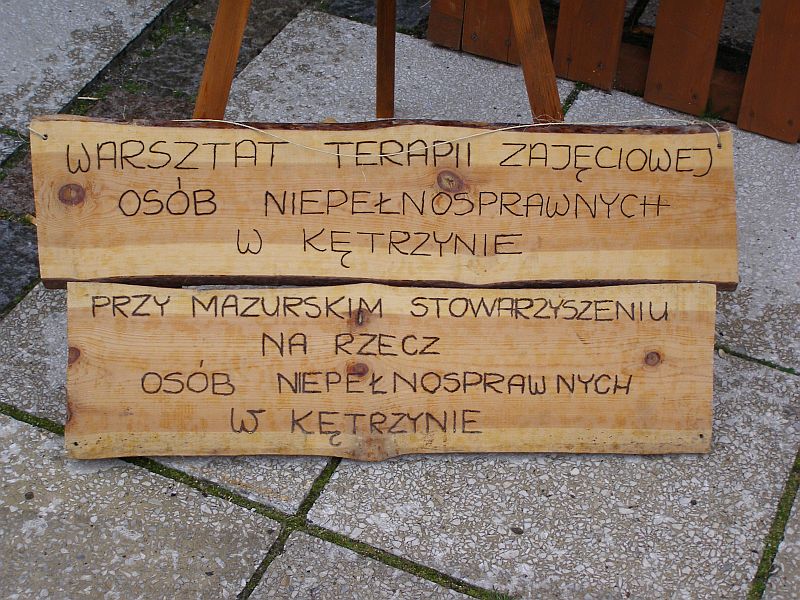 WARSZTAT TERAPII ZAJĘCIOWEJ
OSÓB NIEPEŁNOSPRAWNYCH
W KĘTRZYNIE
PRZY MAZURSKIM STOWARZYSZENIU
NA RZECZ
OSÓB NIEPEŁNOSPRAWNYCH
W KĘTRZYNIE